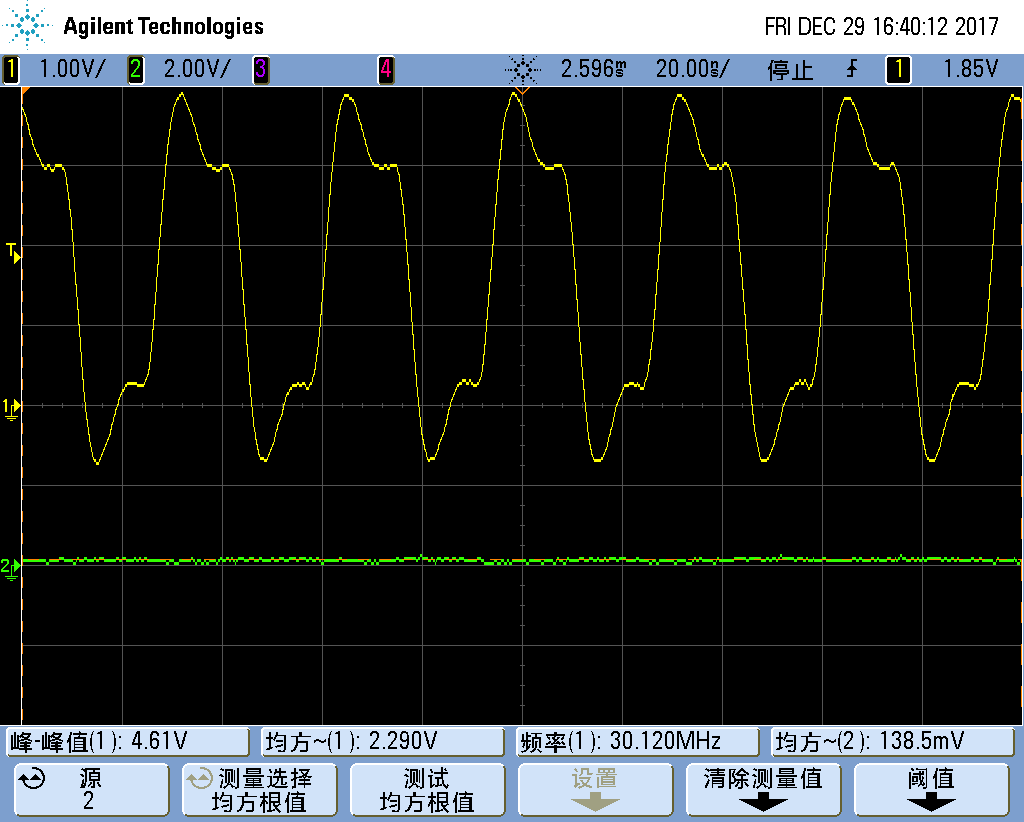 Agilent Technologies
FRI DEC 29 16:40:12 2017
1 1.00V/ 2 2.00V/ 3 4 2.596ms 20.00ns/ 停止 1 1.85V
T
1
2
峰-峰值(1): 4.61V 均方~(1): 2.290V 频率(1): 30.120MHz 均方~(2): 138.5mV
源 测量选择 测试 设置 清除测量值 阈值
2 均方根值 均方根值